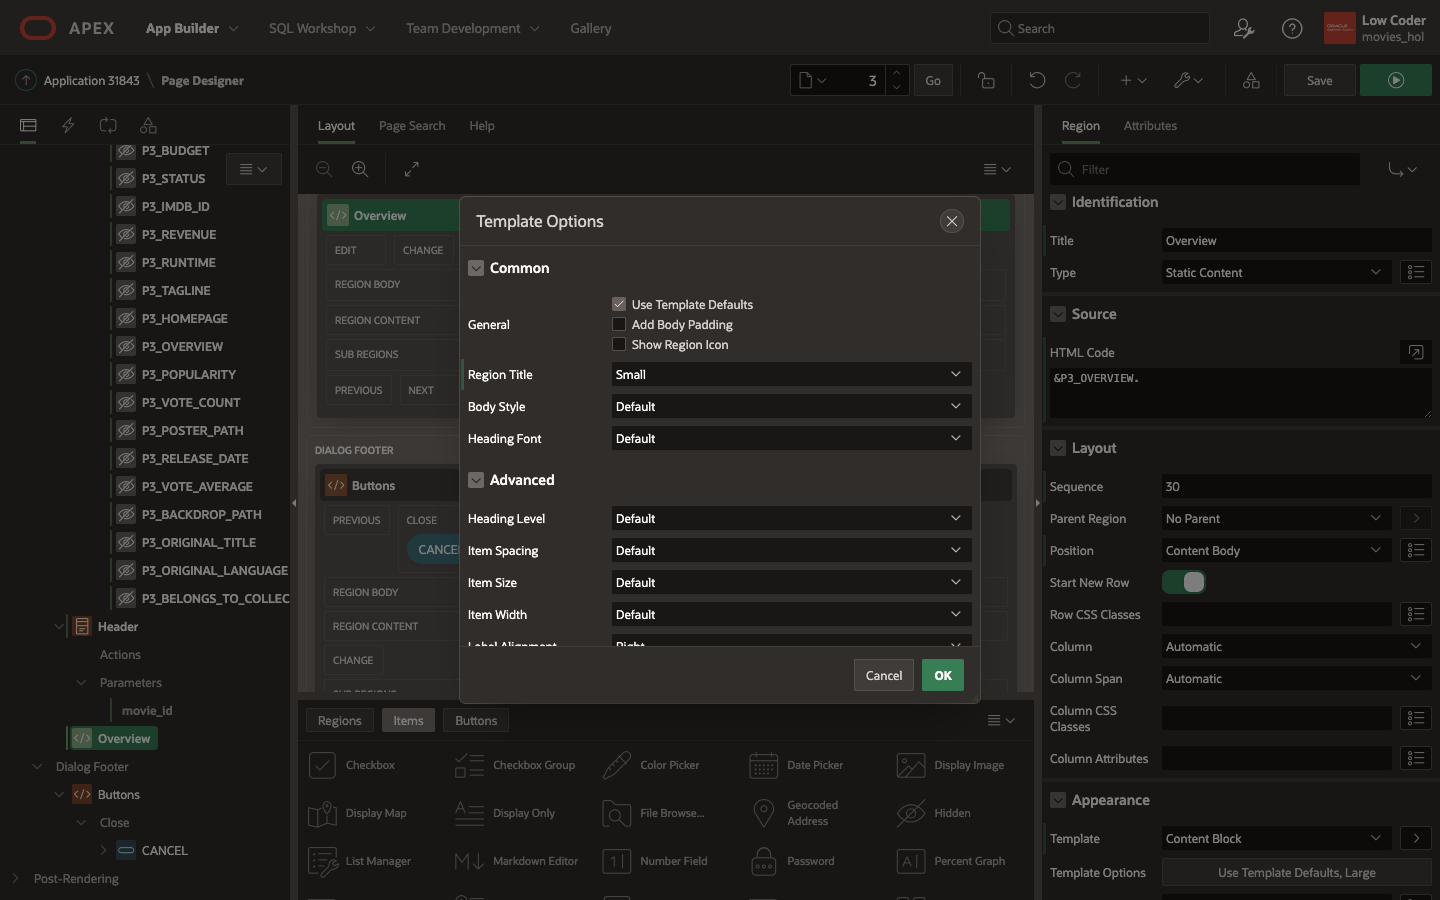 APEX
App Builder
SQL Workshop
Team Development
Gallery
Search
Low Coder
movies_hol
Application 31843 \ Page Designer
3
Go
Save
Layout
Page Search
Help
Region
Attributes
P3_BUDGET
P3_STATUS
P3_IMDB_ID
P3_REVENUE
P3_RUNTIME
P3_TAGLINE
P3_HOMEPAGE
P3_OVERVIEW
P3_POPULARITY
P3_VOTE_COUNT
P3_POSTER_PATH
P3_RELEASE_DATE
P3_VOTE_AVERAGE
P3_BACKDROP_PATH
P3_ORIGINAL_TITLE
P3_ORIGINAL_LANGUAGE
P3_BELONGS_TO_COLLEC
Header
Actions
Parameters
movie_id
Overview
Dialog Footer
Buttons
Close
CANCEL
Post-Rendering
Overview
EDIT
CHANGE
REGION BODY
REGION CONTENT
SUB REGIONS
PREVIOUS
NEXT
DIALOG FOOTER
Buttons
PREVIOUS
CLOSE
CANCE
REGION BODY
REGION CONTENT
CHANGE
SUB REGIONS
Template Options
Common
General
Use Template Defaults
Add Body Padding
Show Region Icon
Region Title
Small
Body Style
Default
Heading Font
Default
Advanced
Heading Level
Default
Item Spacing
Default
Item Size
Default
Item Width
Default
Label Alignment
Right
Cancel
OK
Regions
Items
Buttons
Checkbox
Checkbox Group
Color Picker
Date Picker
Display Image
Display Map
Display Only
File Browse...
Geocoded
Address
Hidden
List Manager
Markdown Editor
Number Field
Password
Percent Graph
Filter
Identification
Title
Overview
Type
Static Content
Source
HTML Code
&P3_OVERVIEW.
Layout
Sequence
30
Parent Region
No Parent
Position
Content Body
Start New Row
Row CSS Classes
Column
Automatic
Column Span
Automatic
Column CSS
Classes
Column Attributes
Appearance
Template
Content Block
Template Options
Use Template Defaults, Large